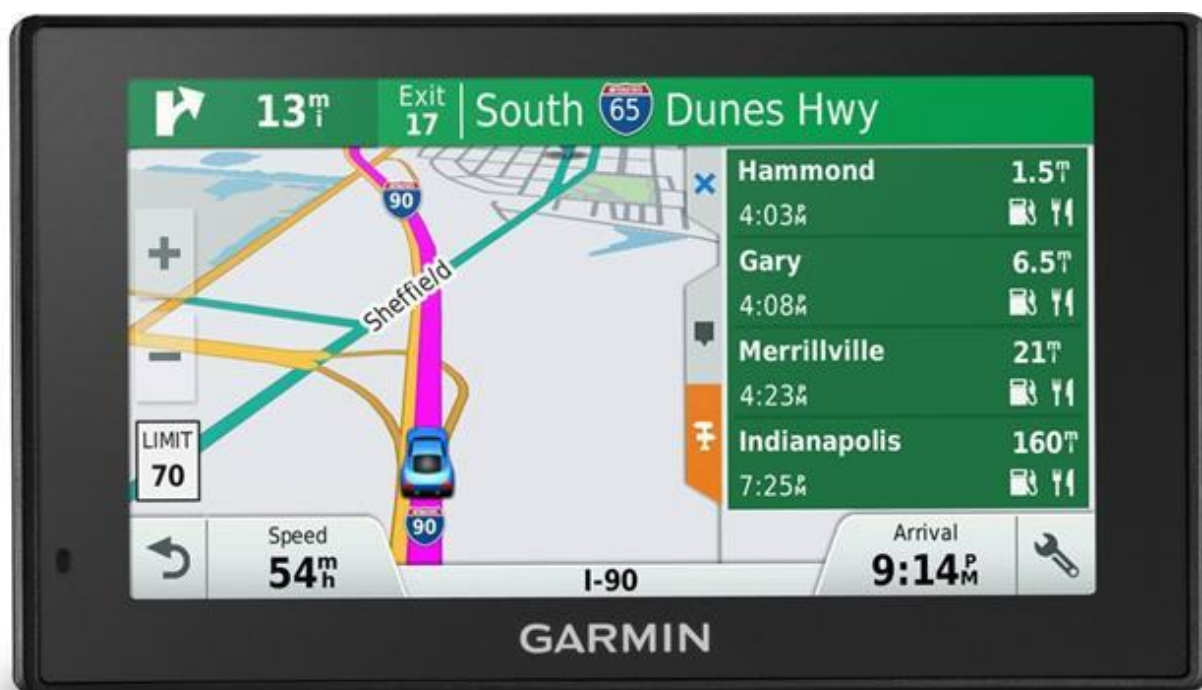 13 mi
Exit 17
South 65 Dunes Hwy
90
Sheffield
LIMIT
70
90
Hammond 1.5 mi
4:03 PM
Gary 6.5 mi
4:08 PM
Merrillville 21 mi
4:23 PM
Indianapolis 160 mi
7:25 PM
Speed
54 mh
I-90
Arrival
9:14 PM
GARMIN